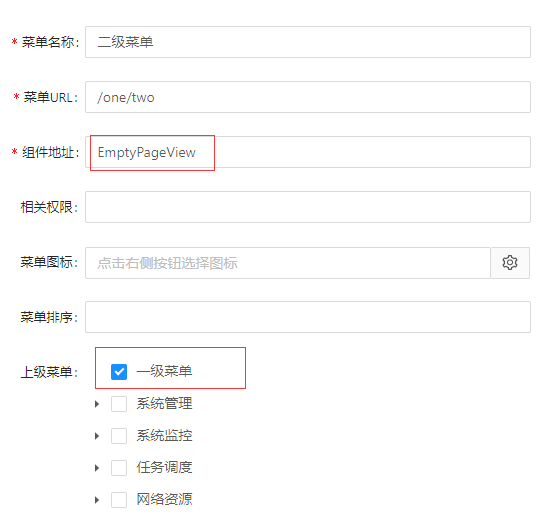 * 菜单名称: 二级菜单
* 菜单URL: /one/two
* 组件地址: EmptyPageView
相关权限:
菜单图标: 点击右侧按钮选择图标
菜单排序:
上级菜单: 一级菜单
系统管理
系统监控
任务调度
网络资源